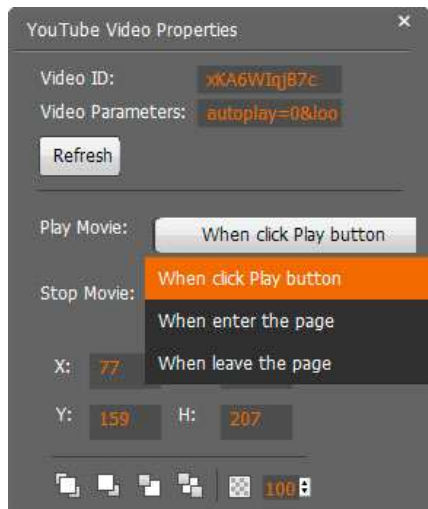 YouTube Video Properties ×
Video ID: xKA6WIqjB7c
Video Parameters: autoplay=0&loo
Refresh
Play Movie: When click Play button
When click Play button
Stop Movie:
When enter the page
When leave the page
X: 77
Y: 159 H: 207
100